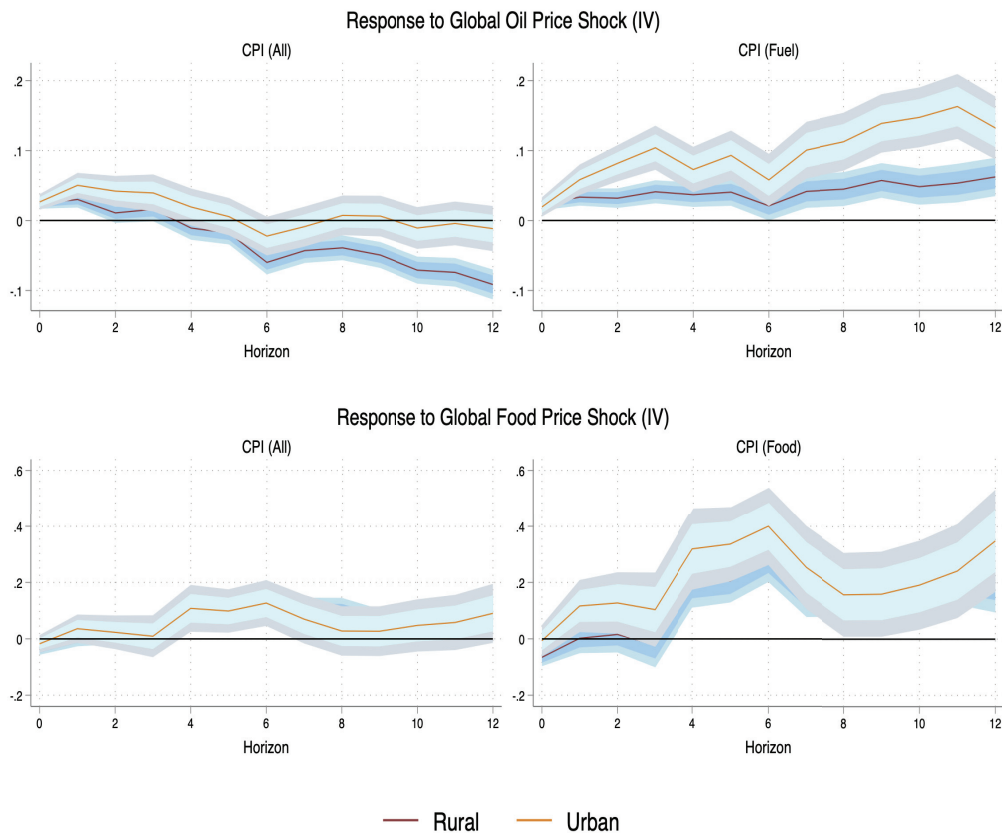 Response to Global Oil Price Shock (IV)
CPI (All)
CPI (Fuel)
.2
.1
0
-.1
0 2 4 6 8 10 12
Horizon
.2
.1
0
-.1
0 2 4 6 8 10 12
Horizon
Response to Global Food Price Shock (IV)
CPI (All)
CPI (Food)
.6
.4
.2
0
-.2
0 2 4 6 8 10 12
Horizon
.6
.4
.2
0
-.2
0 2 4 6 8 10 12
Horizon
Rural Urban